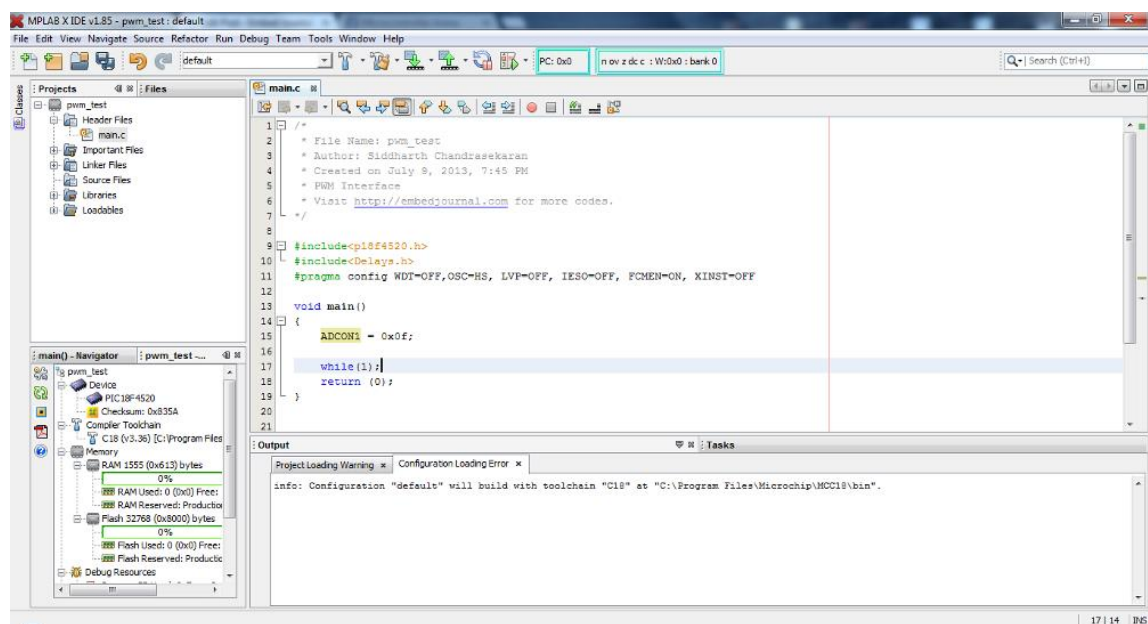 MPLAB X IDE v1.85 - pwm_test : default
File Edit View Navigate Source Refactor Run Debug Team Tools Window Help
default
PC: 0x0
n ov z dc c : W:0x0 : bank 0
Search (Ctrl+I)
Classes
Projects
Files
pwm_test
Header Files
main.c
Important Files
Linker Files
Source Files
Libraries
Loadables
main.c
1 /*
2 * File Name: pwm_test
3 * Author: Siddharth Chandrasekaran
4 * Created on July 9, 2013, 7:45 PM
5 * PWM Interface
6 * Visit http://embedjournal.com for more codes.
7 */
8
9 #include<p18f4520.h>
10 #include<Delays.h>
11 #pragma config WDT=OFF,OSC=HS, LVP=OFF, IESO=OFF, FCMEN=ON, XINST=OFF
12
13 void main()
14 {
15 ADCON1 = 0x0f;
16
17 while(1);
18 return (0);
19 }
20
21
main() - Navigator
pwm_test -...
pwm_test
Device
PIC18F4520
Checksum: 0x835A
Compiler Toolchain
C18 (v3.36) [C:\Program Files
Memory
RAM 1555 (0x613) bytes
0%
RAM Used: 0 (0x0) Free:
RAM Reserved: Productio
Flash 32768 (0x8000) bytes
0%
Flash Used: 0 (0x0) Free:
Flash Reserved: Productic
Debug Resources
Output
Tasks
Project Loading Warning
Configuration Loading Error
info: Configuration "default" will build with toolchain "C18" at "C:\Program Files\Microchip\MCC18\bin".
17 | 14 INS